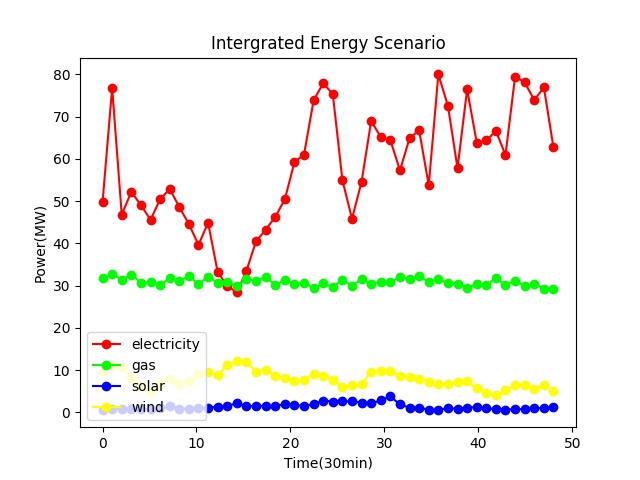 Intergrated Energy Scenario
Power(MW)
80
70
60
50
40
30
20
10
0
electricity
gas
solar
wind
0 10 20 30 40 50
Time(30min)